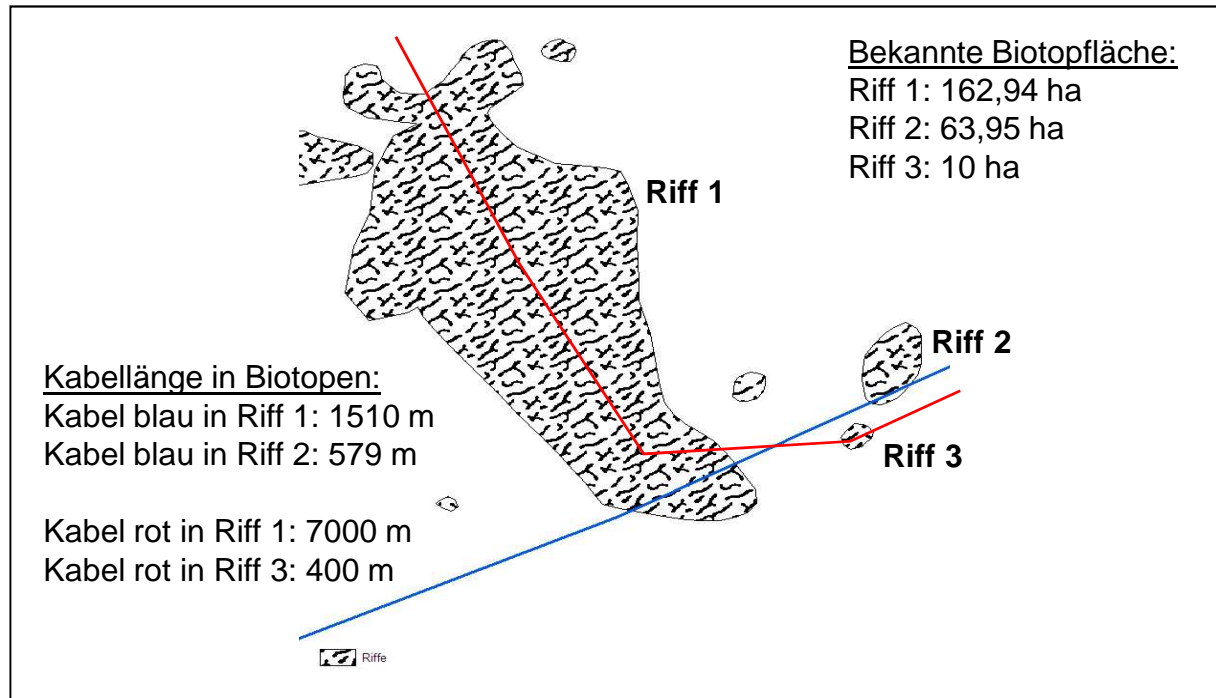 Bekannte Biotopfläche:
Riff 1: 162,94 ha
Riff 2: 63,95 ha
Riff 3: 10 ha
Riff 1
Riff 2
Riff 3
Kabellänge in Biotopen:
Kabel blau in Riff 1: 1510 m
Kabel blau in Riff 2: 579 m
Kabel rot in Riff 1: 7000 m
Kabel rot in Riff 3: 400 m
Riffe